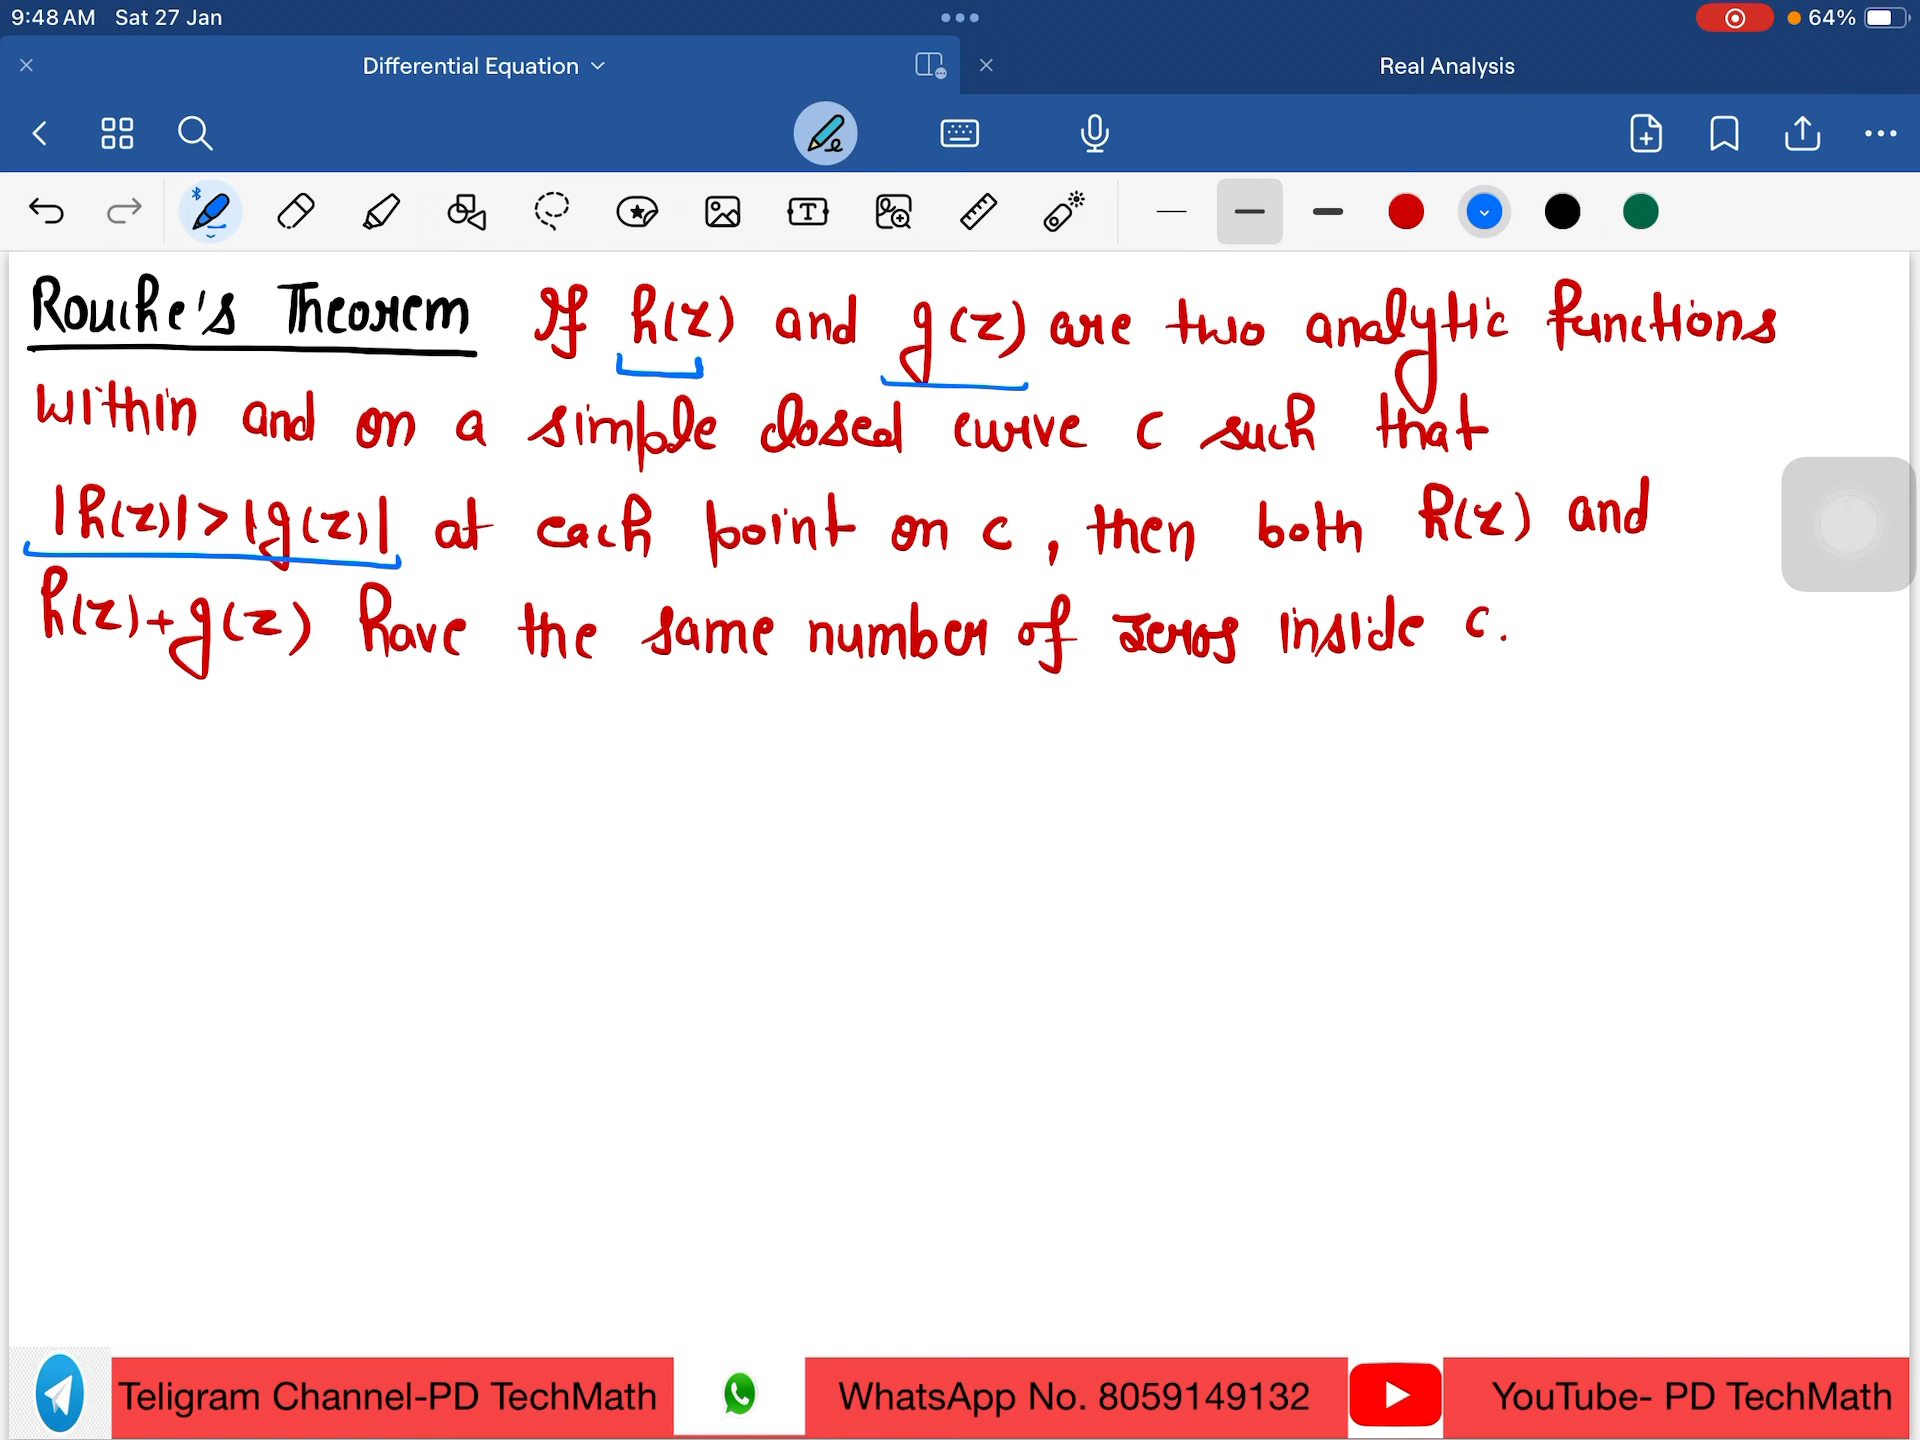 9:48 AM Sat 27 Jan
64%
Differential Equation
Real Analysis
Rouche's Theorem If h(z) and g(z) are two analytic functions
within and on a simple closed curve c such that
|h(z)| > |g(z)| at each point on c, then both h(z) and
h(z)+g(z) have the same number of zeros inside c.
Teligram Channel-PD TechMath
WhatsApp No. 8059149132
YouTube- PD TechMath